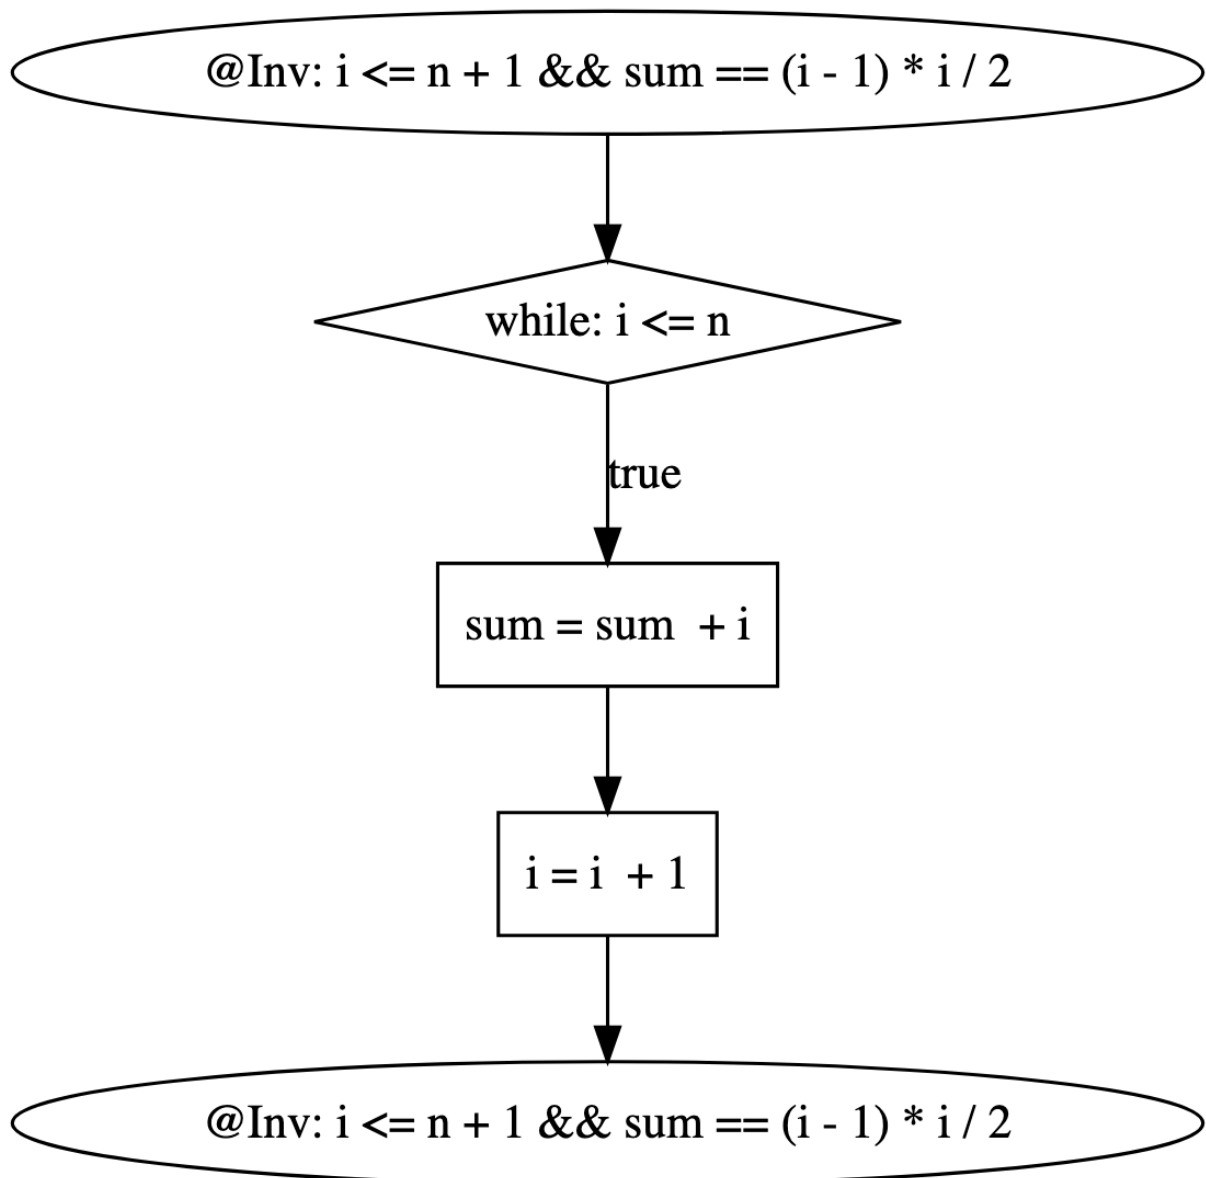 @Inv: i <= n + 1 && sum == (i - 1) * i / 2
while: i <= n
true
sum = sum  + i
i = i  + 1
@Inv: i <= n + 1 && sum == (i - 1) * i / 2